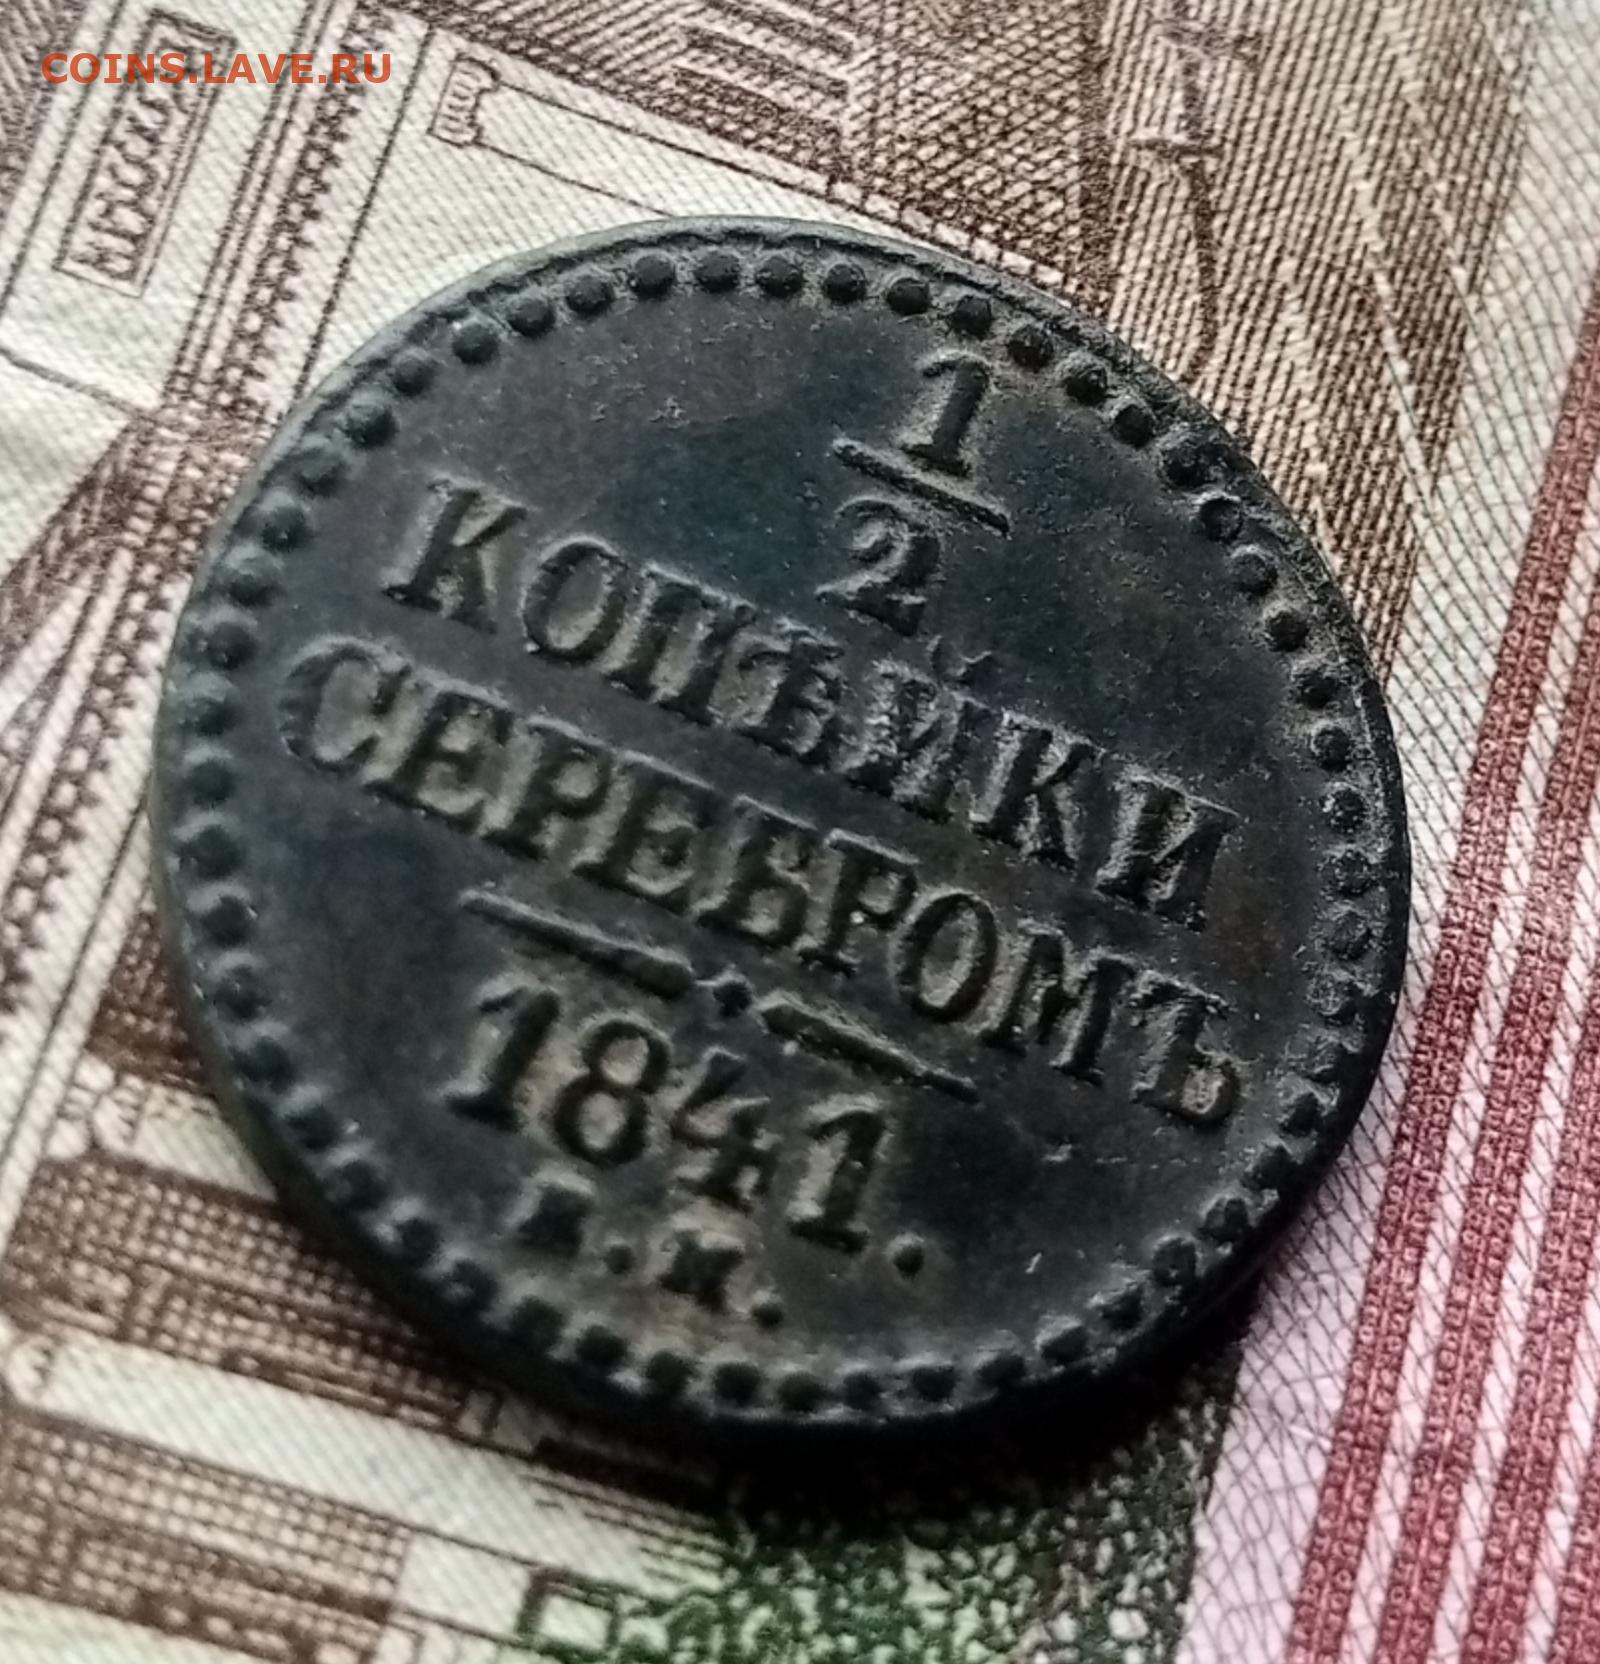 COINS.LAVE.RU
1
2
КОПѢЙКИ
СЕРЕБРОМЪ
1841.
Е.М.